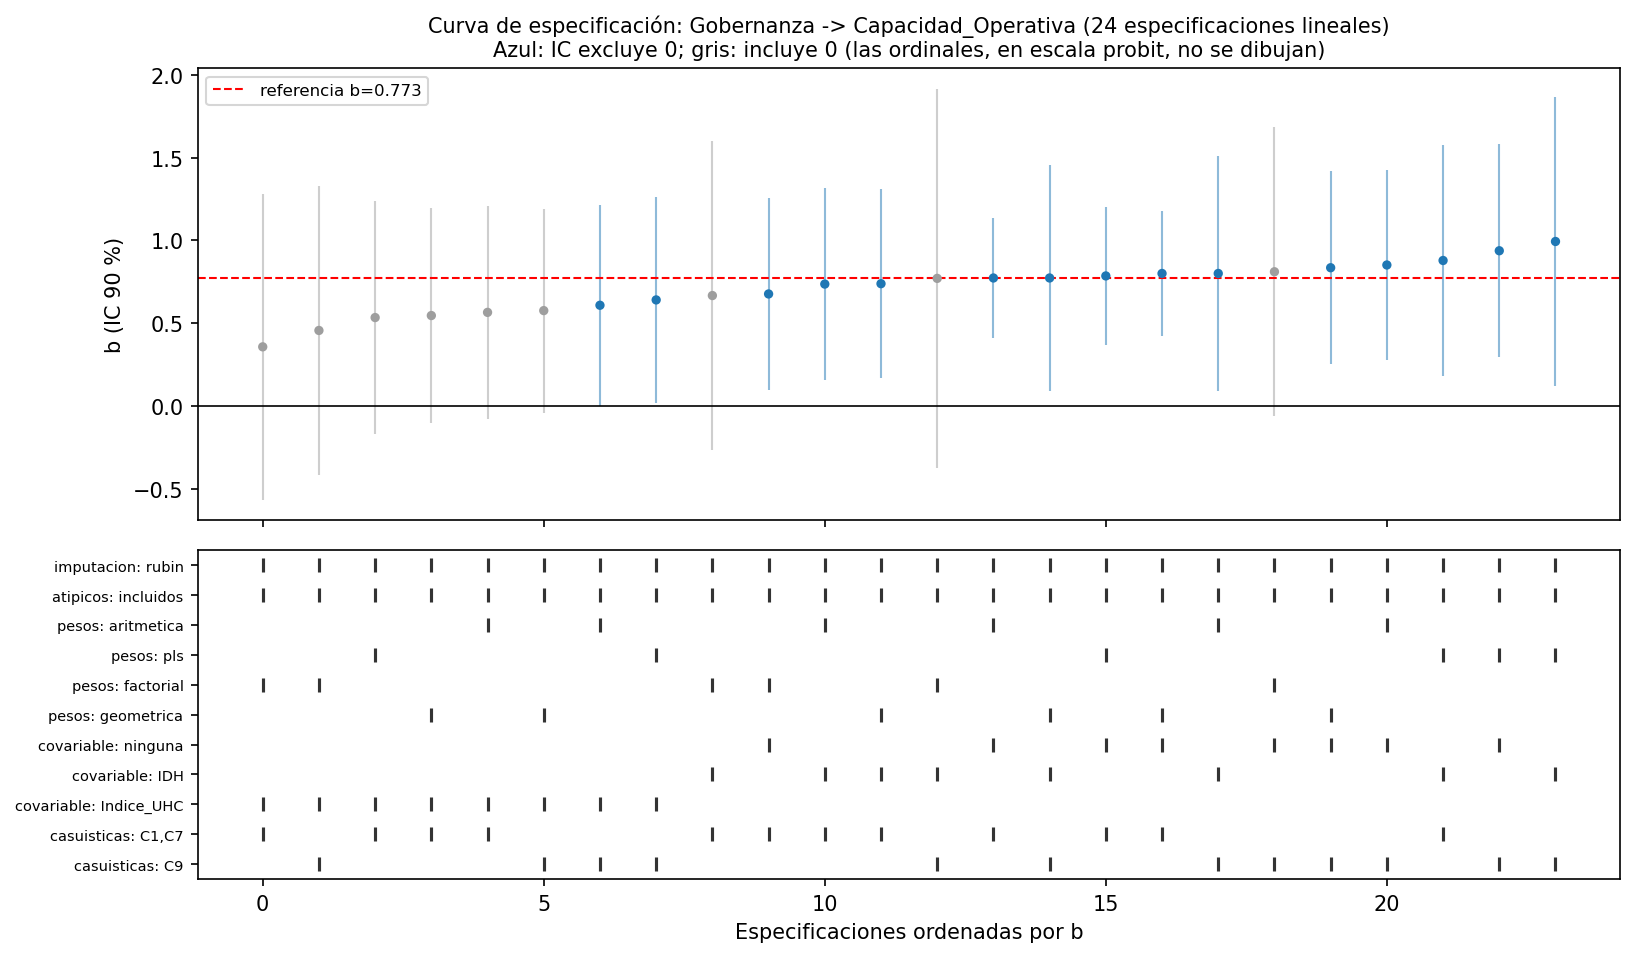 Curva de especificación: Gobernanza -> Capacidad_Operativa (24 especificaciones lineales)
Azul: IC excluye 0; gris: incluye 0 (las ordinales, en escala probit, no se dibujan)
referencia b=0.773
b (IC 90 %)
2.0
1.5
1.0
0.5
0.0
−0.5
imputacion: rubin
atipicos: incluidos
pesos: aritmetica
pesos: pls
pesos: factorial
pesos: geometrica
covariable: ninguna
covariable: IDH
covariable: Indice_UHC
casuisticas: C1,C7
casuisticas: C9
0 5 10 15 20
Especificaciones ordenadas por b